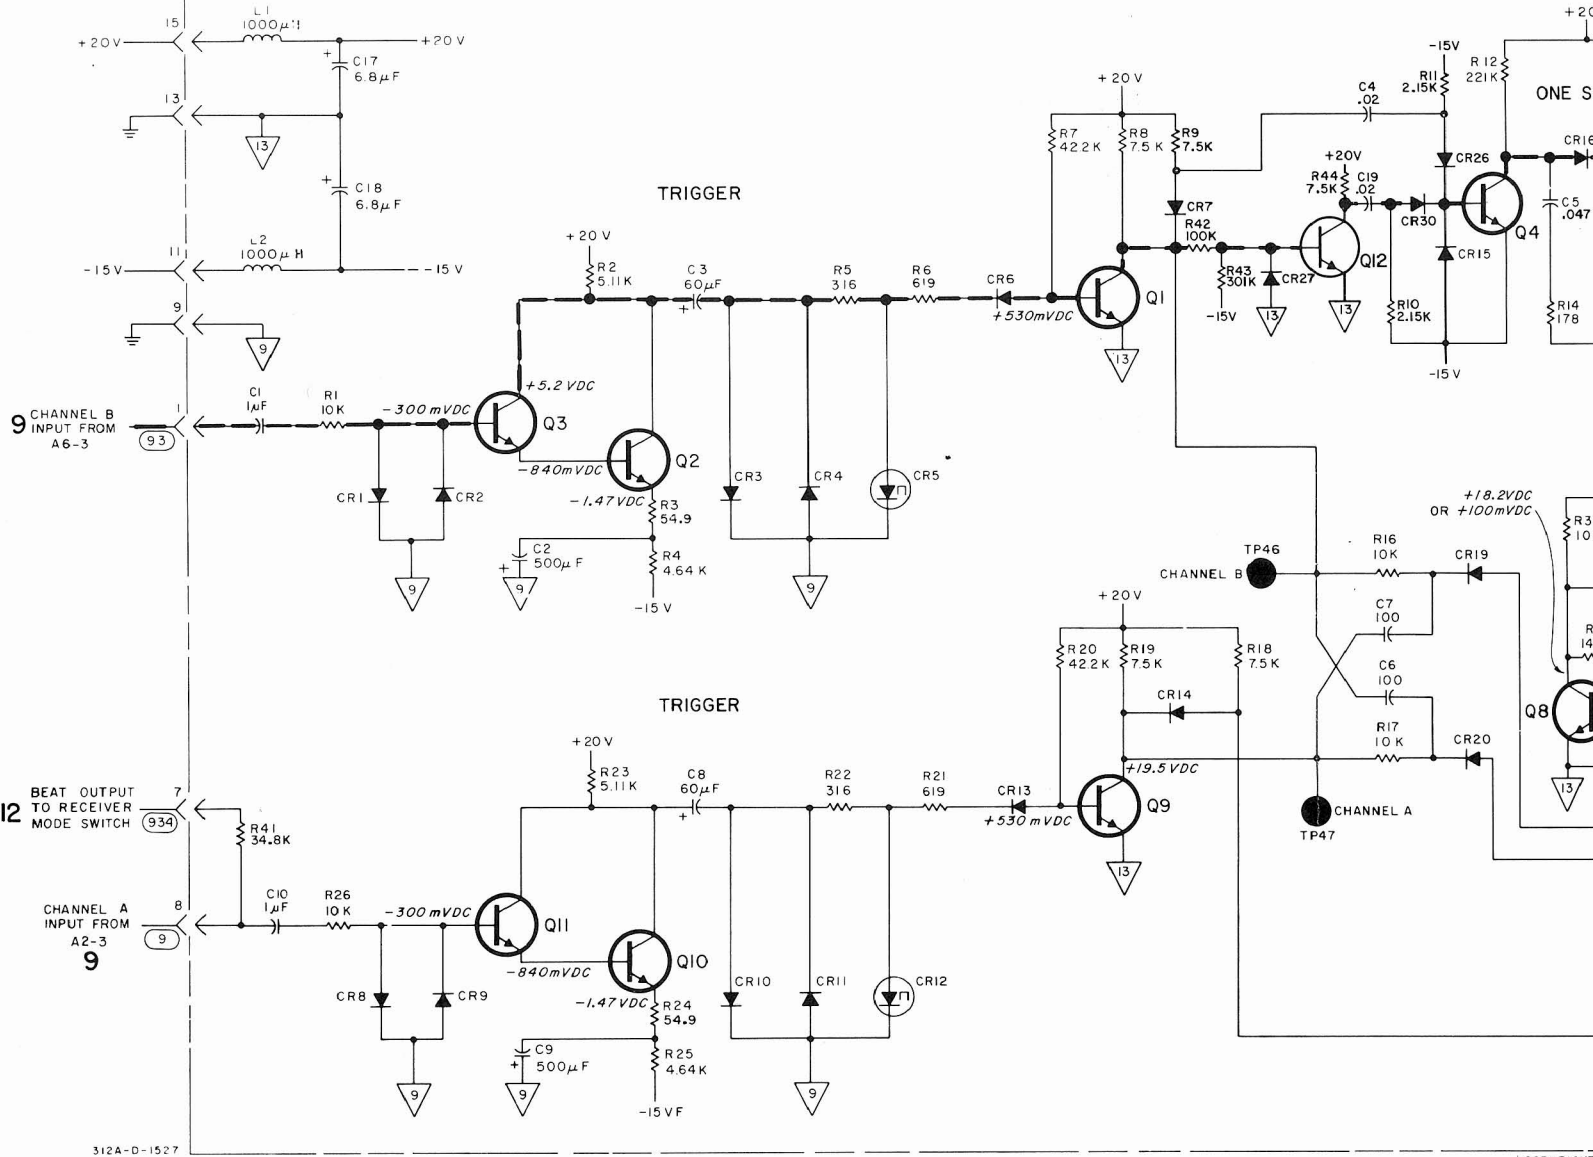 15
+20V
L1
1000μH
+20V
+
C17
6.8μF
13
13
+
C18
6.8μF
11
-15V
L2
1000μH
-15V
9
9
9 CHANNEL B
INPUT FROM
A6-3
1
93
C1
1μF
R1
10K
-300mVDC
CR1
CR2
9
TRIGGER
+20V
R2
5.11K
+5.2VDC
Q3
-840mVDC
Q2
-1.47VDC
R3
54.9
C2
500μF
+
9
R4
4.64K
-15V
C3
60μF
+
CR3
CR4
CR5
9
R5
316
R6
619
CR6
+530mVDC
+20V
R7
42.2K
R8
7.5K
R9
7.5K
CR7
Q1
13
R42
100K
R43
301K
-15V
CR27
13
+20V
R44
7.5K
C19
.02
Q12
13
C4
.02
-15V
R11
2.15K
CR26
CR30
R10
2.15K
CR15
-15V
R12
221K
+20
ONE S
Q4
CR16
C5
.047
R14
178
TP46
CHANNEL B
R16
10K
CR19
C7
100
C6
100
R17
10K
CR20
+18.2VDC
OR +100mVDC
R3
10
R
14
Q8
13
12 BEAT OUTPUT
TO RECEIVER
MODE SWITCH
7
934
R41
34.8K
CHANNEL A
INPUT FROM
A2-3
9
8
9
C10
1μF
R26
10K
-300mVDC
CR8
CR9
9
TRIGGER
+20V
R23
5.11K
Q11
-840mVDC
Q10
-1.47VDC
R24
54.9
C9
500μF
+
9
R25
4.64K
-15VF
C8
60μF
+
CR10
CR11
CR12
9
R22
316
R21
619
CR13
+530mVDC
+20V
R20
42.2K
R19
7.5K
R18
7.5K
CR14
+19.5VDC
Q9
13
CHANNEL A
TP47
312A-D-1527